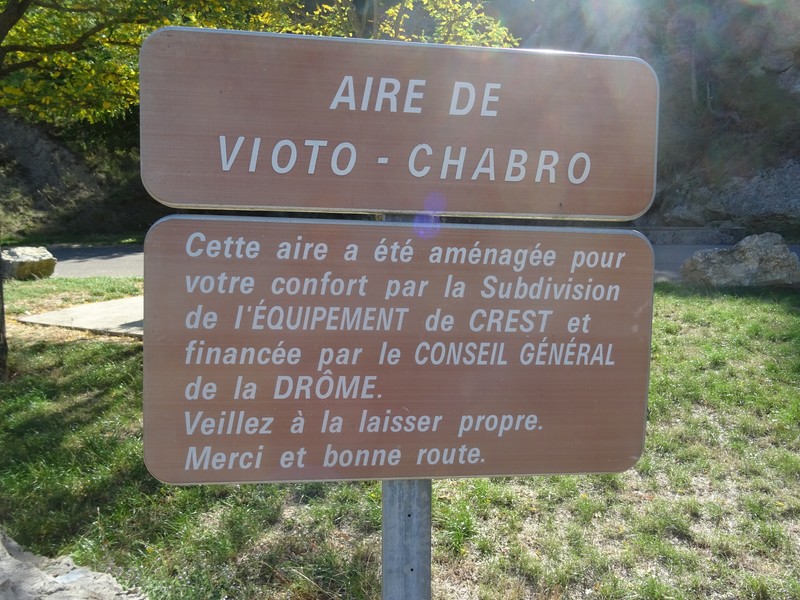 AIRE DE
VIOTO - CHABRO
Cette aire a été aménagée pour
votre confort par la Subdivision
de l'ÉQUIPEMENT de CREST et
financée par le CONSEIL GÉNÉRAL
de la DRÔME.
Veillez à la laisser propre.
Merci et bonne route.